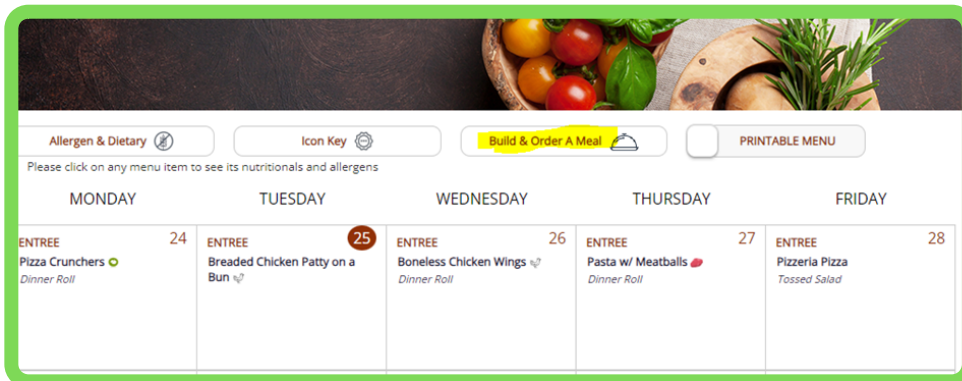 Allergen & Dietary
Icon Key
Build & Order A Meal
PRINTABLE MENU
Please click on any menu item to see its nutritionals and allergens
MONDAY
TUESDAY
WEDNESDAY
THURSDAY
FRIDAY
ENTREE 24
Pizza Crunchers
Dinner Roll
ENTREE 25
Breaded Chicken Patty on a
Bun
ENTREE 26
Boneless Chicken Wings
Dinner Roll
ENTREE 27
Pasta w/ Meatballs
Dinner Roll
ENTREE 28
Pizzeria Pizza
Tossed Salad